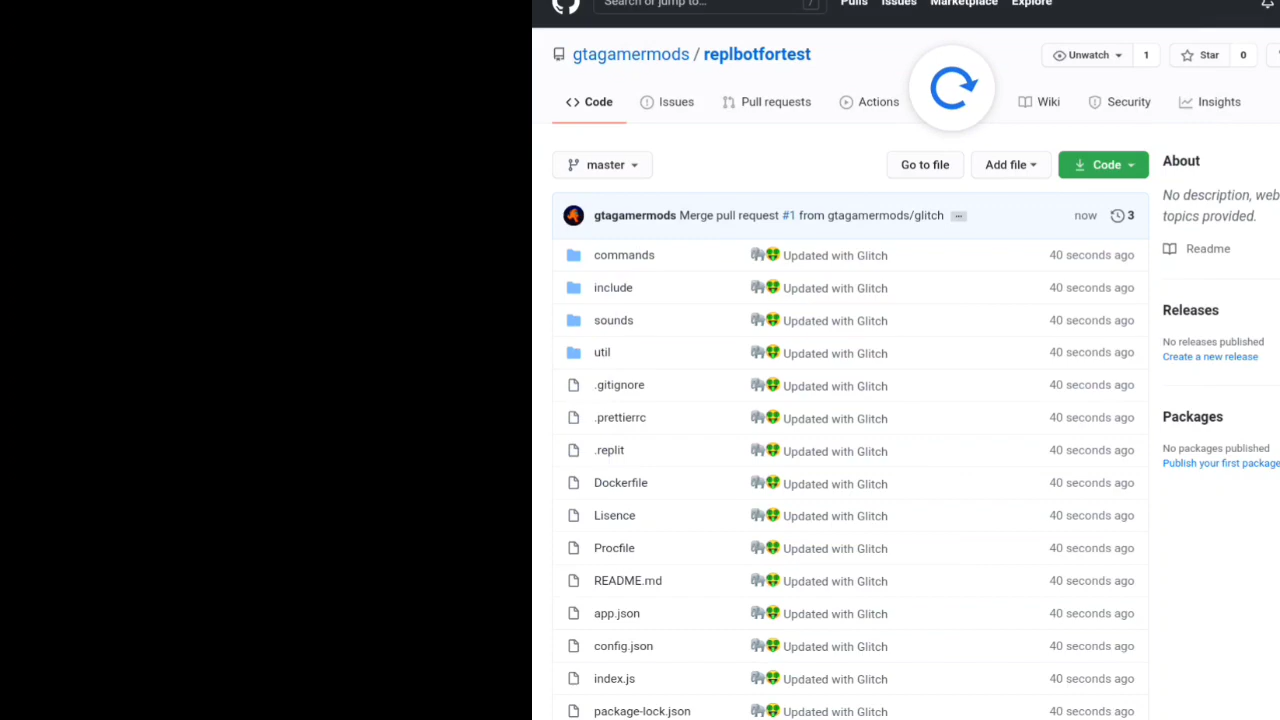 Search or jump to... / Pulls Issues Marketplace Explore
gtagamermods / replbotfortest Unwatch 1 Star 0
Code Issues Pull requests Actions Wiki Security Insights
master Go to file Add file Code About
No description, web
topics provided.
gtagamermods Merge pull request #1 from gtagamermods/glitch ... now 3
Readme
commands Updated with Glitch 40 seconds ago
include Updated with Glitch 40 seconds ago
Releases
sounds Updated with Glitch 40 seconds ago
No releases published
util Updated with Glitch 40 seconds ago
Create a new release
.gitignore Updated with Glitch 40 seconds ago
Packages
.prettierrc Updated with Glitch 40 seconds ago
No packages published
.replit Updated with Glitch 40 seconds ago
Publish your first package
Dockerfile Updated with Glitch 40 seconds ago
Lisence Updated with Glitch 40 seconds ago
Procfile Updated with Glitch 40 seconds ago
README.md Updated with Glitch 40 seconds ago
app.json Updated with Glitch 40 seconds ago
config.json Updated with Glitch 40 seconds ago
index.js Updated with Glitch 40 seconds ago
package-lock.json Updated with Glitch 40 seconds ago